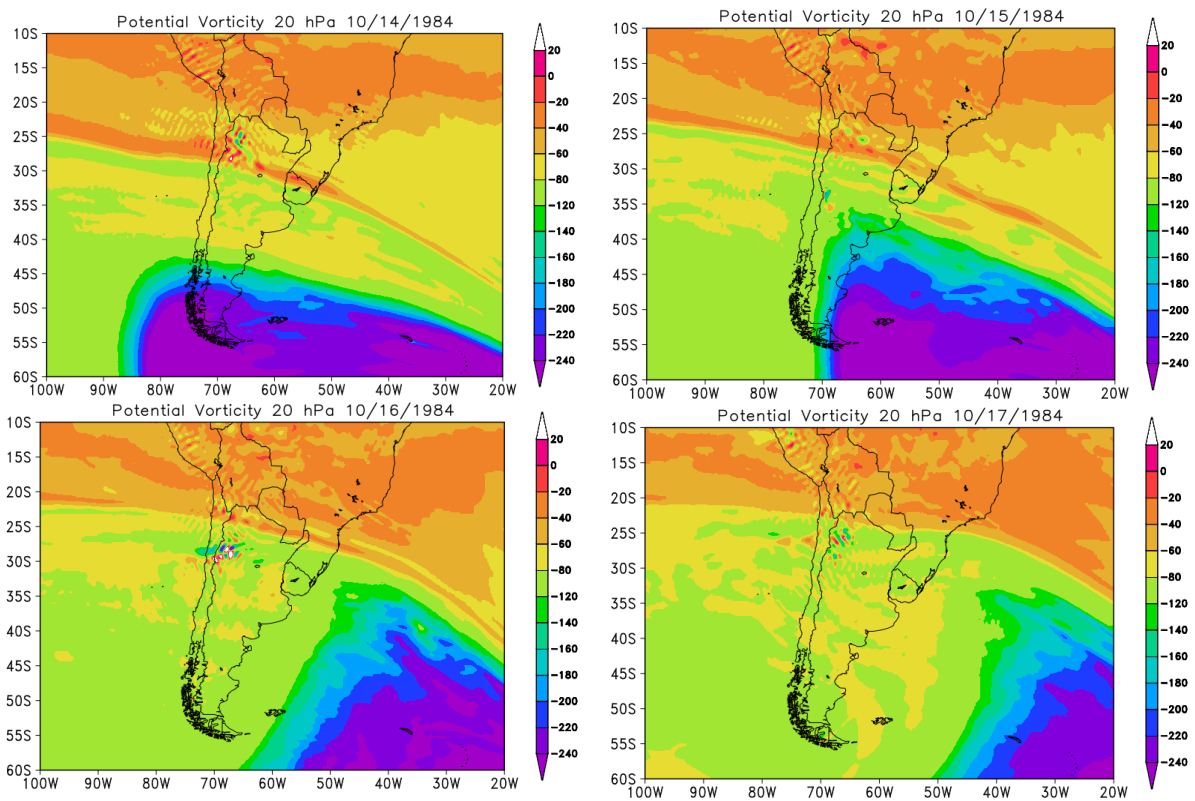 Potential Vorticity 20 hPa 10/14/1984
10S
15S
20S
25S
30S
35S
40S
45S
50S
55S
60S
100W 90W 80W 70W 60W 50W 40W 30W 20W
20
0
−20
−40
−60
−80
−120
−140
−160
−180
−200
−220
−240
Potential Vorticity 20 hPa 10/15/1984
10S
15S
20S
25S
30S
35S
40S
45S
50S
55S
60S
100W 90W 80W 70W 60W 50W 40W 30W 20W
20
0
−20
−40
−60
−80
−120
−140
−160
−180
−200
−220
−240
Potential Vorticity 20 hPa 10/16/1984
10S
15S
20S
25S
30S
35S
40S
45S
50S
55S
60S
100W 90W 80W 70W 60W 50W 40W 30W 20W
20
0
−20
−40
−60
−80
−120
−140
−160
−180
−200
−220
−240
Potential Vorticity 20 hPa 10/17/1984
10S
15S
20S
25S
30S
35S
40S
45S
50S
55S
60S
100W 90W 80W 70W 60W 50W 40W 30W 20W
20
0
−20
−40
−60
−80
−120
−140
−160
−180
−200
−220
−240